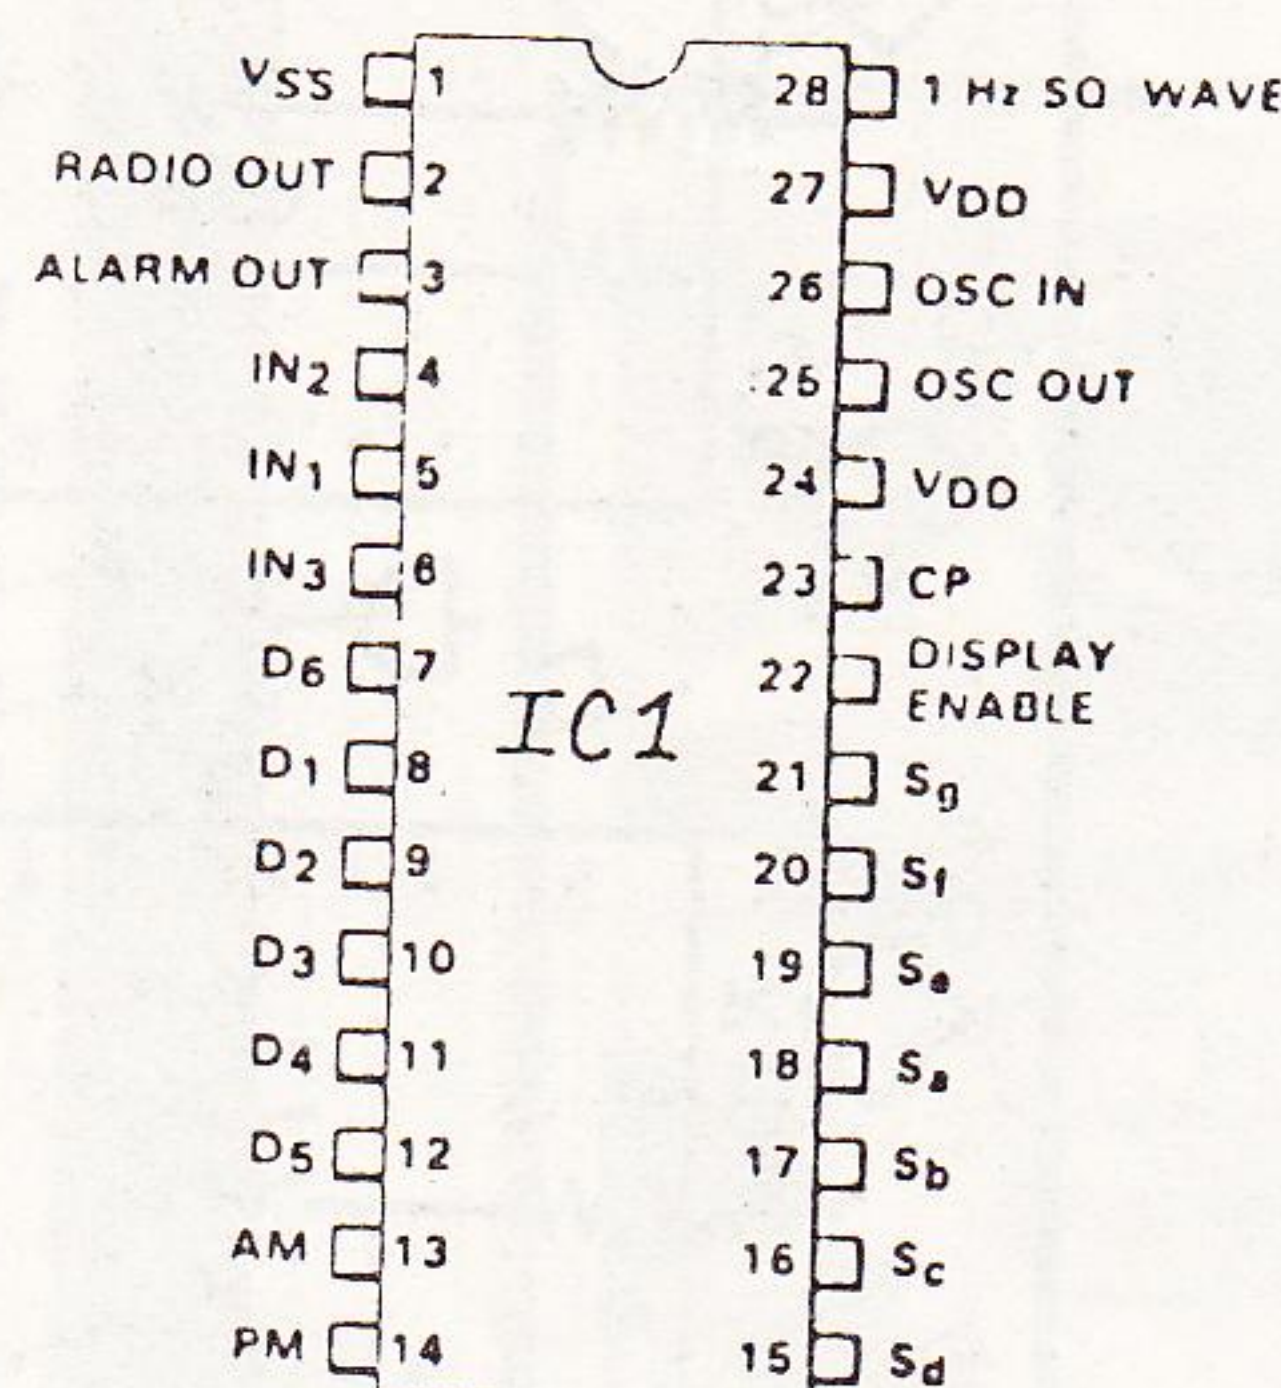 VSS 1 28 1 Hz SQ WAVE
RADIO OUT 2 27 VDD
ALARM OUT 3 26 OSC IN
IN2 4 25 OSC OUT
IN1 5 24 VDD
IN3 6 23 CP
D6 7 22 DISPLAY
ENABLE
IC1
D1 8 21 Sg
D2 9 20 Sf
D3 10 19 Se
D4 11 18 Sa
D5 12 17 Sb
AM 13 16 Sc
PM 14 15 Sd